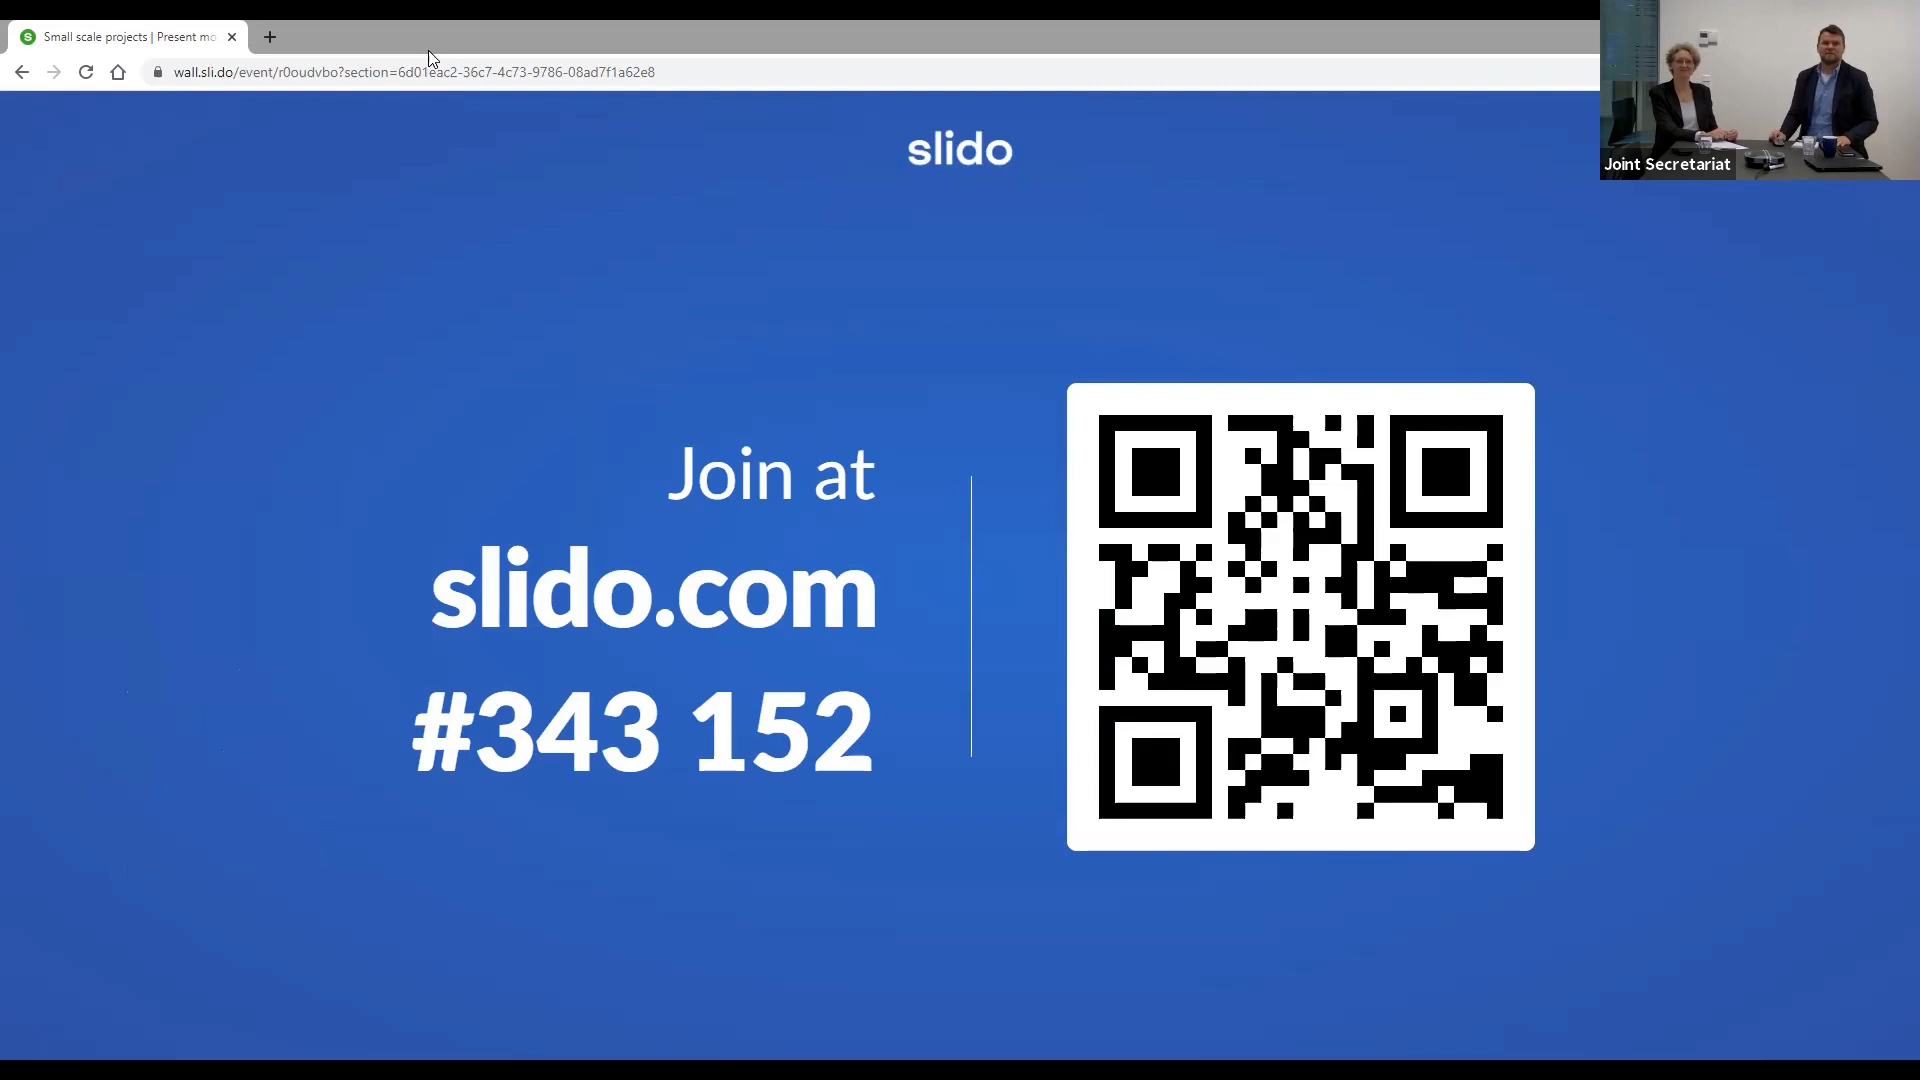 Small scale projects | Present mo
wall.sli.do/event/r0oudvbo?section=6d01eac2-36c7-4c73-9786-08ad7f1a62e8
Joint Secretariat
slido
Join at
slido.com
#343 152